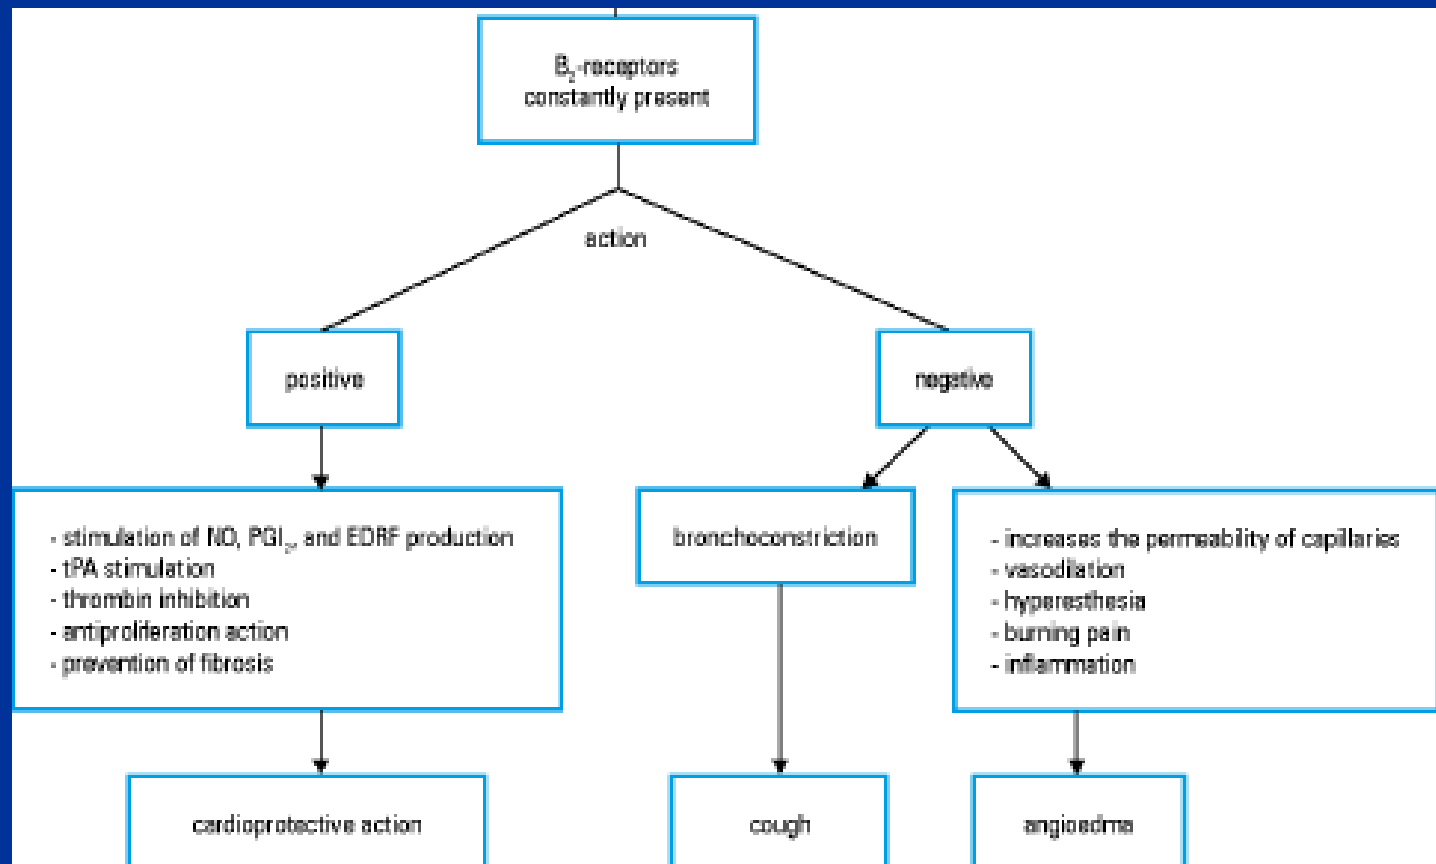 B₂-receptors
constantly present
action
positive
negative
- stimulation of NO, PGI₂, and EDRF production
- tPA stimulation
- thrombin inhibition
- antiproliferation action
- prevention of fibrosis
bronchoconstriction
- increases the permeability of capillaries
- vasodilation
- hyperesthesia
- burning pain
- inflammation
cardioprotective action
cough
angioedma